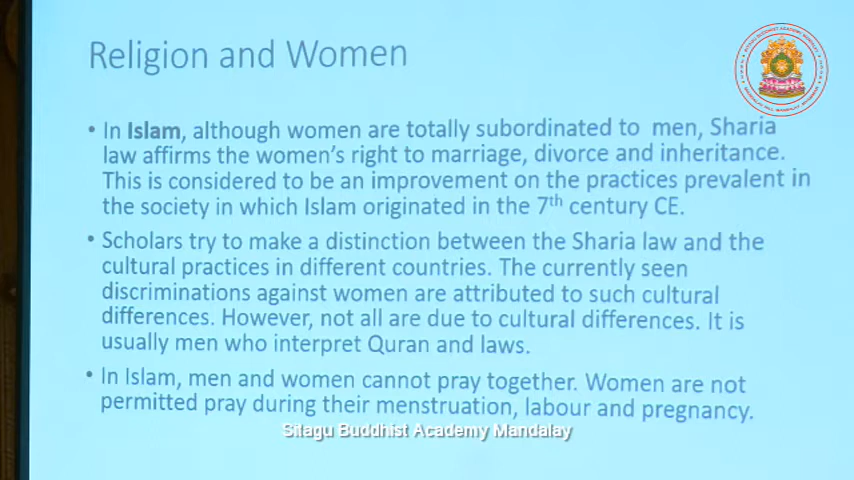 Religion and Women
• In Islam, although women are totally subordinated to men, Sharia
law affirms the women's right to marriage, divorce and inheritance.
This is considered to be an improvement on the practices prevalent in
the society in which Islam originated in the 7th century CE.
• Scholars try to make a distinction between the Sharia law and the
cultural practices in different countries. The currently seen
discriminations against women are attributed to such cultural
differences. However, not all are due to cultural differences. It is
usually men who interpret Quran and laws.
• In Islam, men and women cannot pray together. Women are not
permitted pray during their menstruation, labour and pregnancy.
Sitagu Buddhist Academy Mandalay